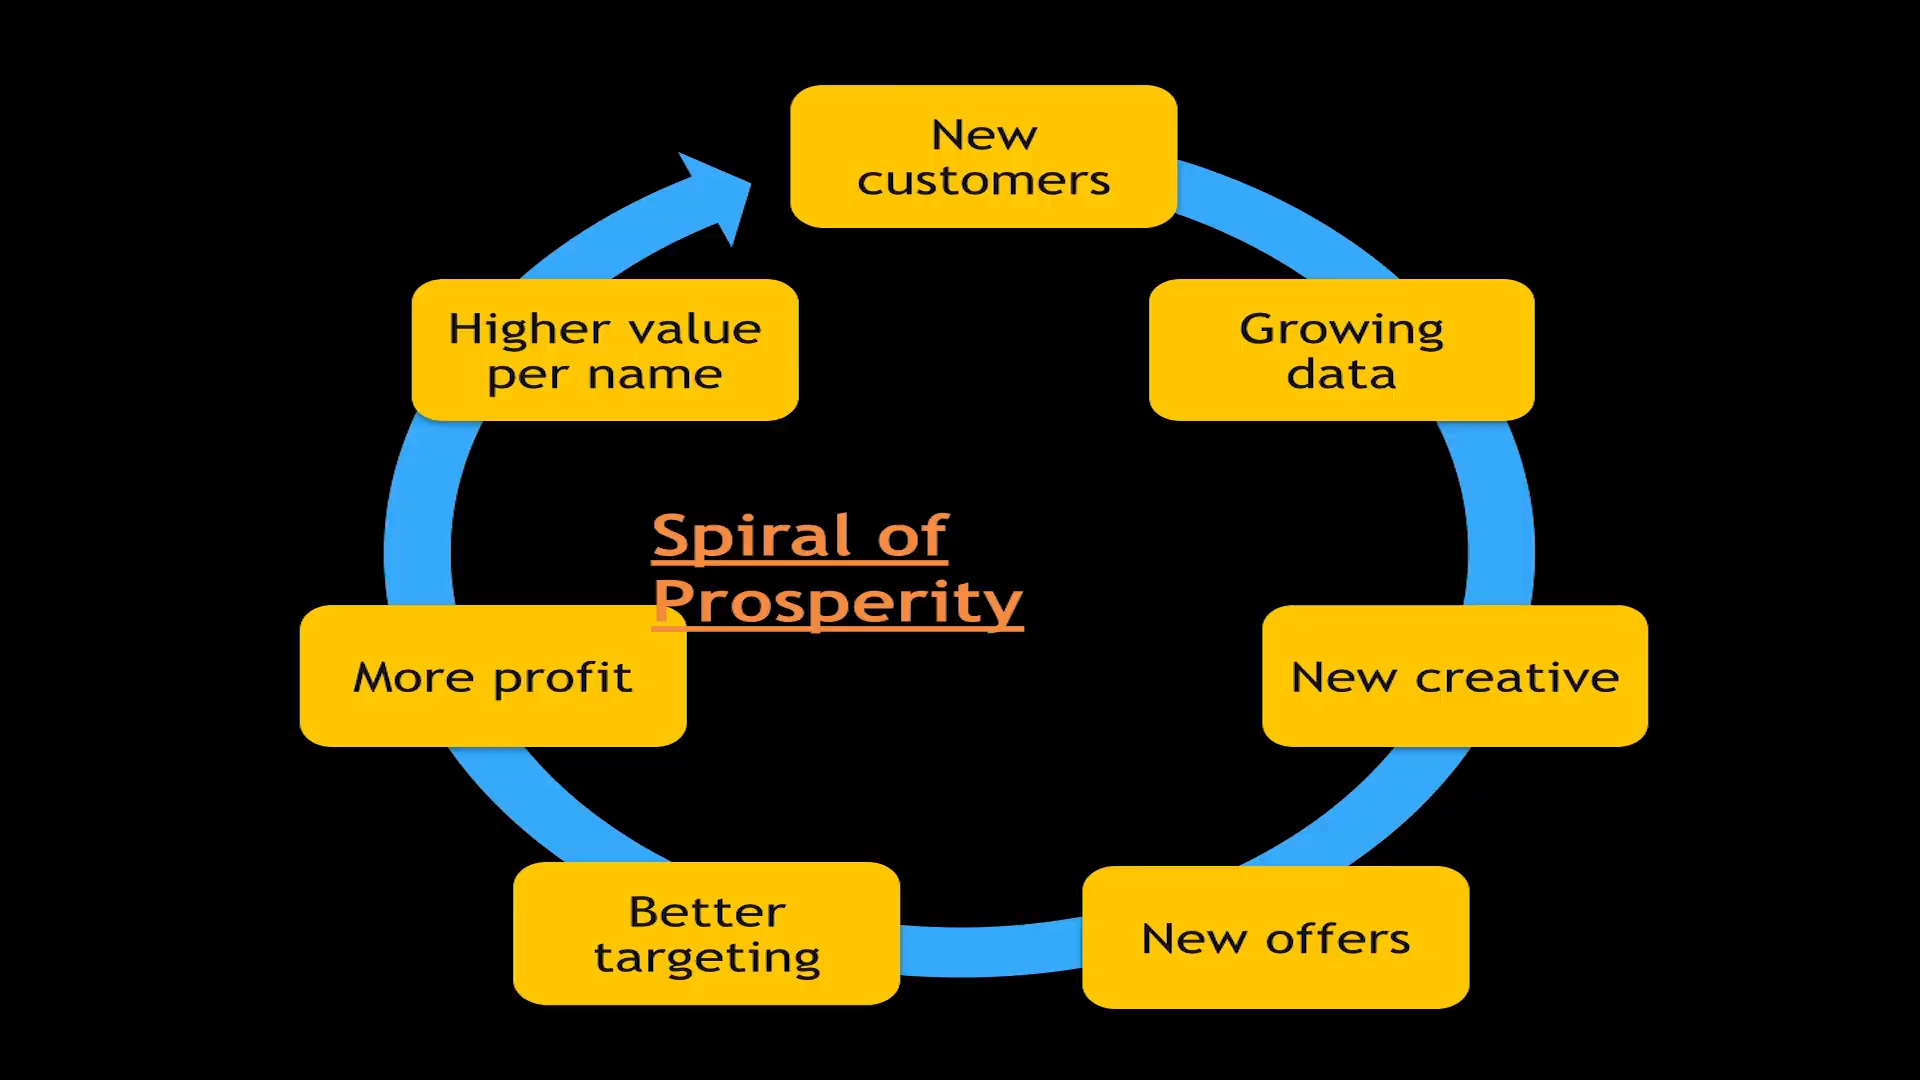 New
customers
Growing
data
New creative
New offers
Better
targeting
More profit
Higher value
per name
Spiral of
Prosperity